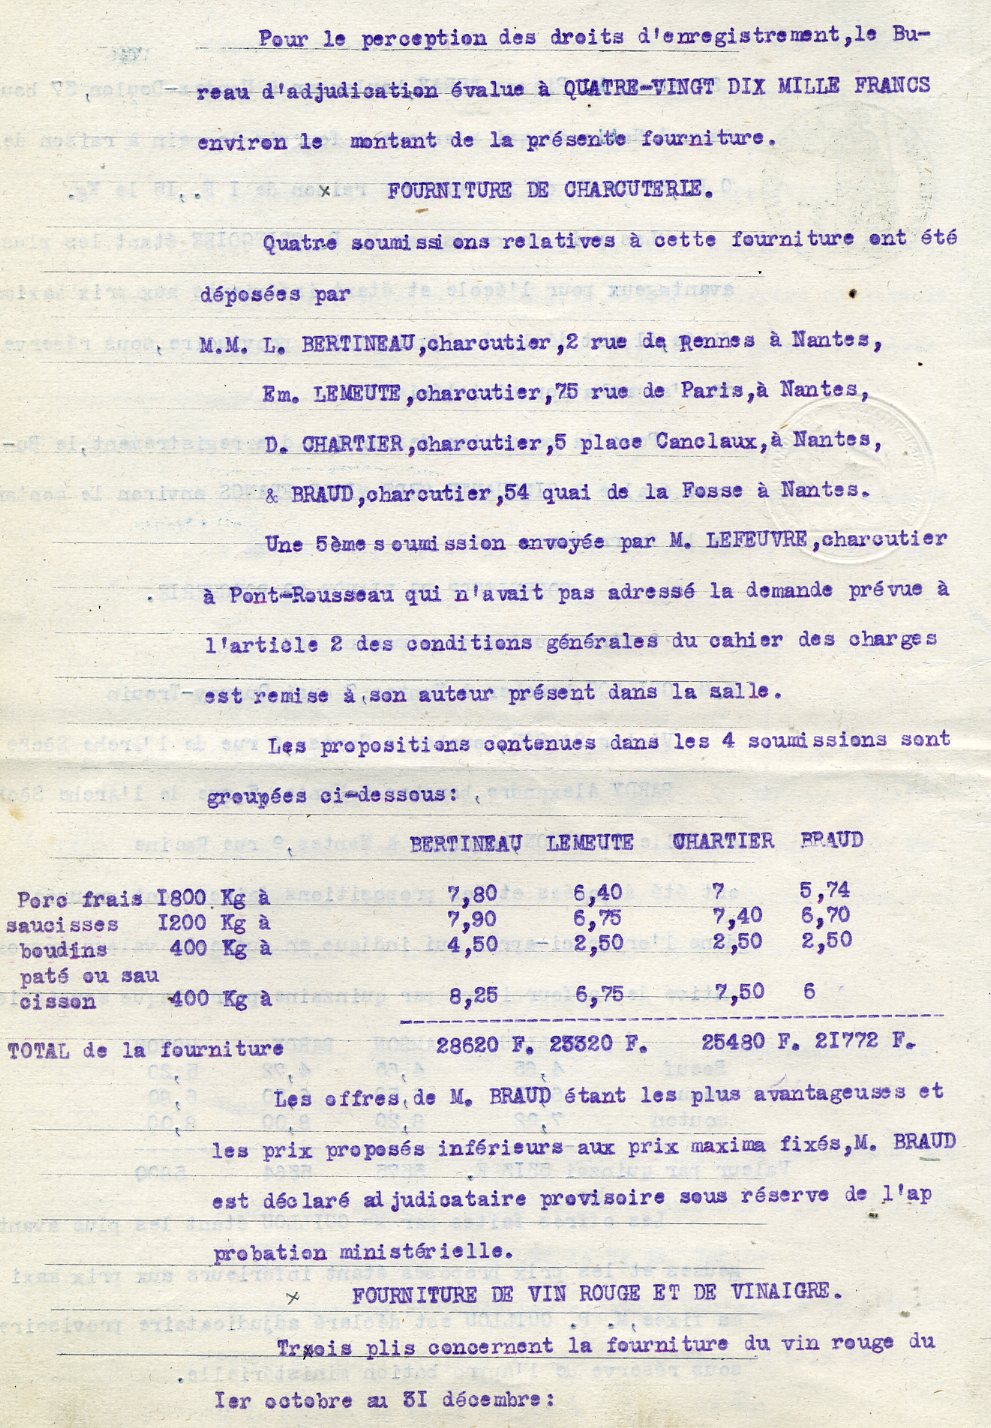 Pour le perception des droits d'enregistrement,le Bu-
reau d'adjudication évalue à QUATRE-VINGT DIX MILLE FRANCS
environ le montant de la présente fourniture.
x FOURNITURE DE CHARCUTERIE.
Quatre soumissions relatives à cette fourniture ont été
déposées par
M.M. L. BERTINEAU,charcutier,2 rue de Rennes à Nantes,
Em. LEMEUTE,charcutier,75 rue de Paris,à Nantes,
D. CHARTIER,charcutier,5 place Canclaux,à Nantes,
& BRAUD,charcutier,54 quai de la Fosse à Nantes.
Une 5ème soumission envoyée par M. LEFEUVRE,charcutier
à Pont-Rousseau qui n'avait pas adressé la demande prévue à
l'article 2 des conditions générales du cahier des charges
est remise à son auteur présent dans la salle.
Les propositions contenues dans les 4 soumissions sont
groupées ci-dessous:
BERTINEAU LEMEUTE CHARTIER BRAUD
Porc frais I800 Kg à 7,80 6,40 7 5,74
saucisses I200 Kg à 7,90 6,75 7,40 6,70
boudins 400 Kg à 4,50 2,50 2,50 2,50
paté ou sau
cisson 400 Kg à 8,25 6,75 7,50 6
TOTAL de la fourniture 28620 F. 23320 F. 25480 F. 21772 F.
Les offres de M. BRAUD étant les plus avantageuses et
les prix proposés inférieurs aux prix maxima fixés,M. BRAUD
est déclaré adjudicataire provisoire sous réserve de l'ap
probation ministérielle.
x FOURNITURE DE VIN ROUGE ET DE VINAIGRE.
Trois plis concernent la fourniture du vin rouge du
Ier octobre au 31 décembre: